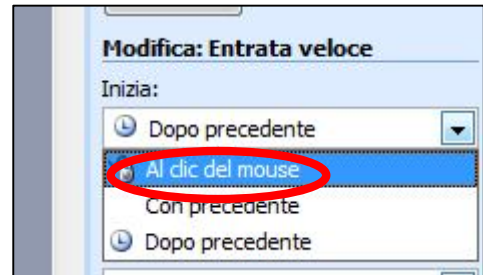 Modifica: Entrata veloce
Inizia:
Dopo precedente
Al clic del mouse
Con precedente
Dopo precedente